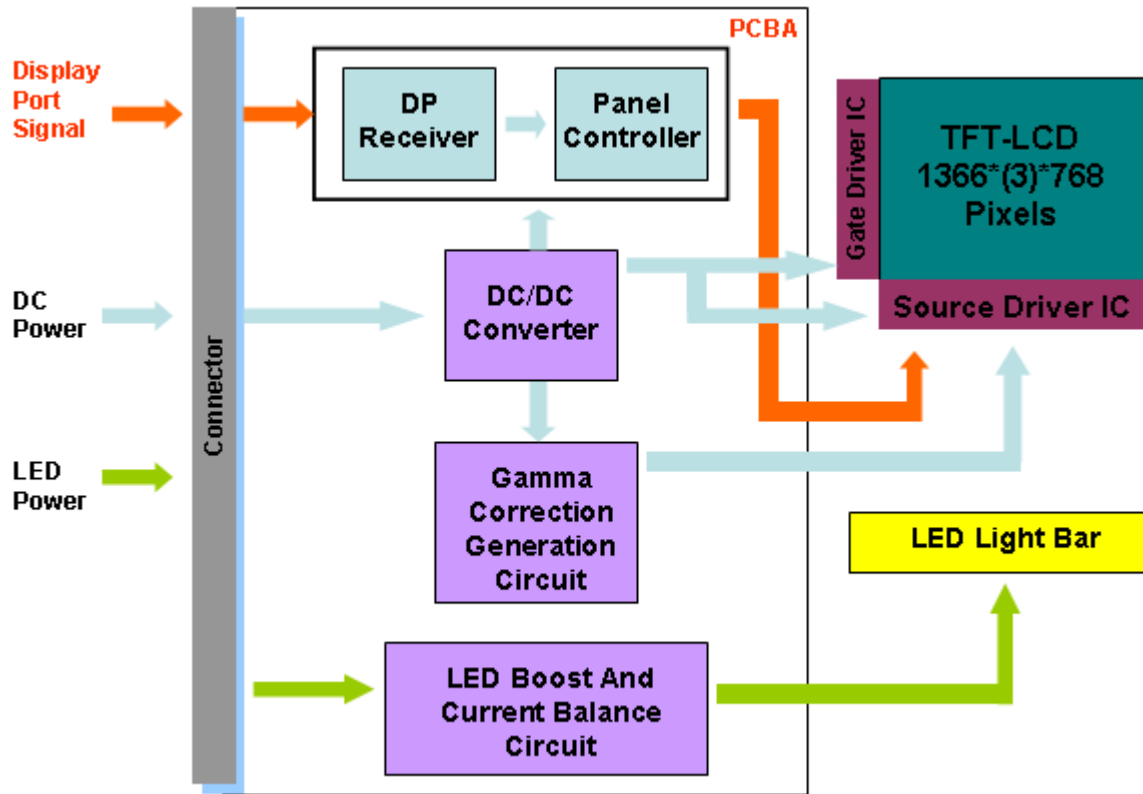 PCBA
Display
Port
Signal
DP
Receiver
Panel
Controller
Gate Driver IC
TFT-LCD
1366*(3)*768
Pixels
DC
Power
DC/DC
Converter
Source Driver IC
Connector
LED
Power
Gamma
Correction
Generation
Circuit
LED Light Bar
LED Boost And
Current Balance
Circuit